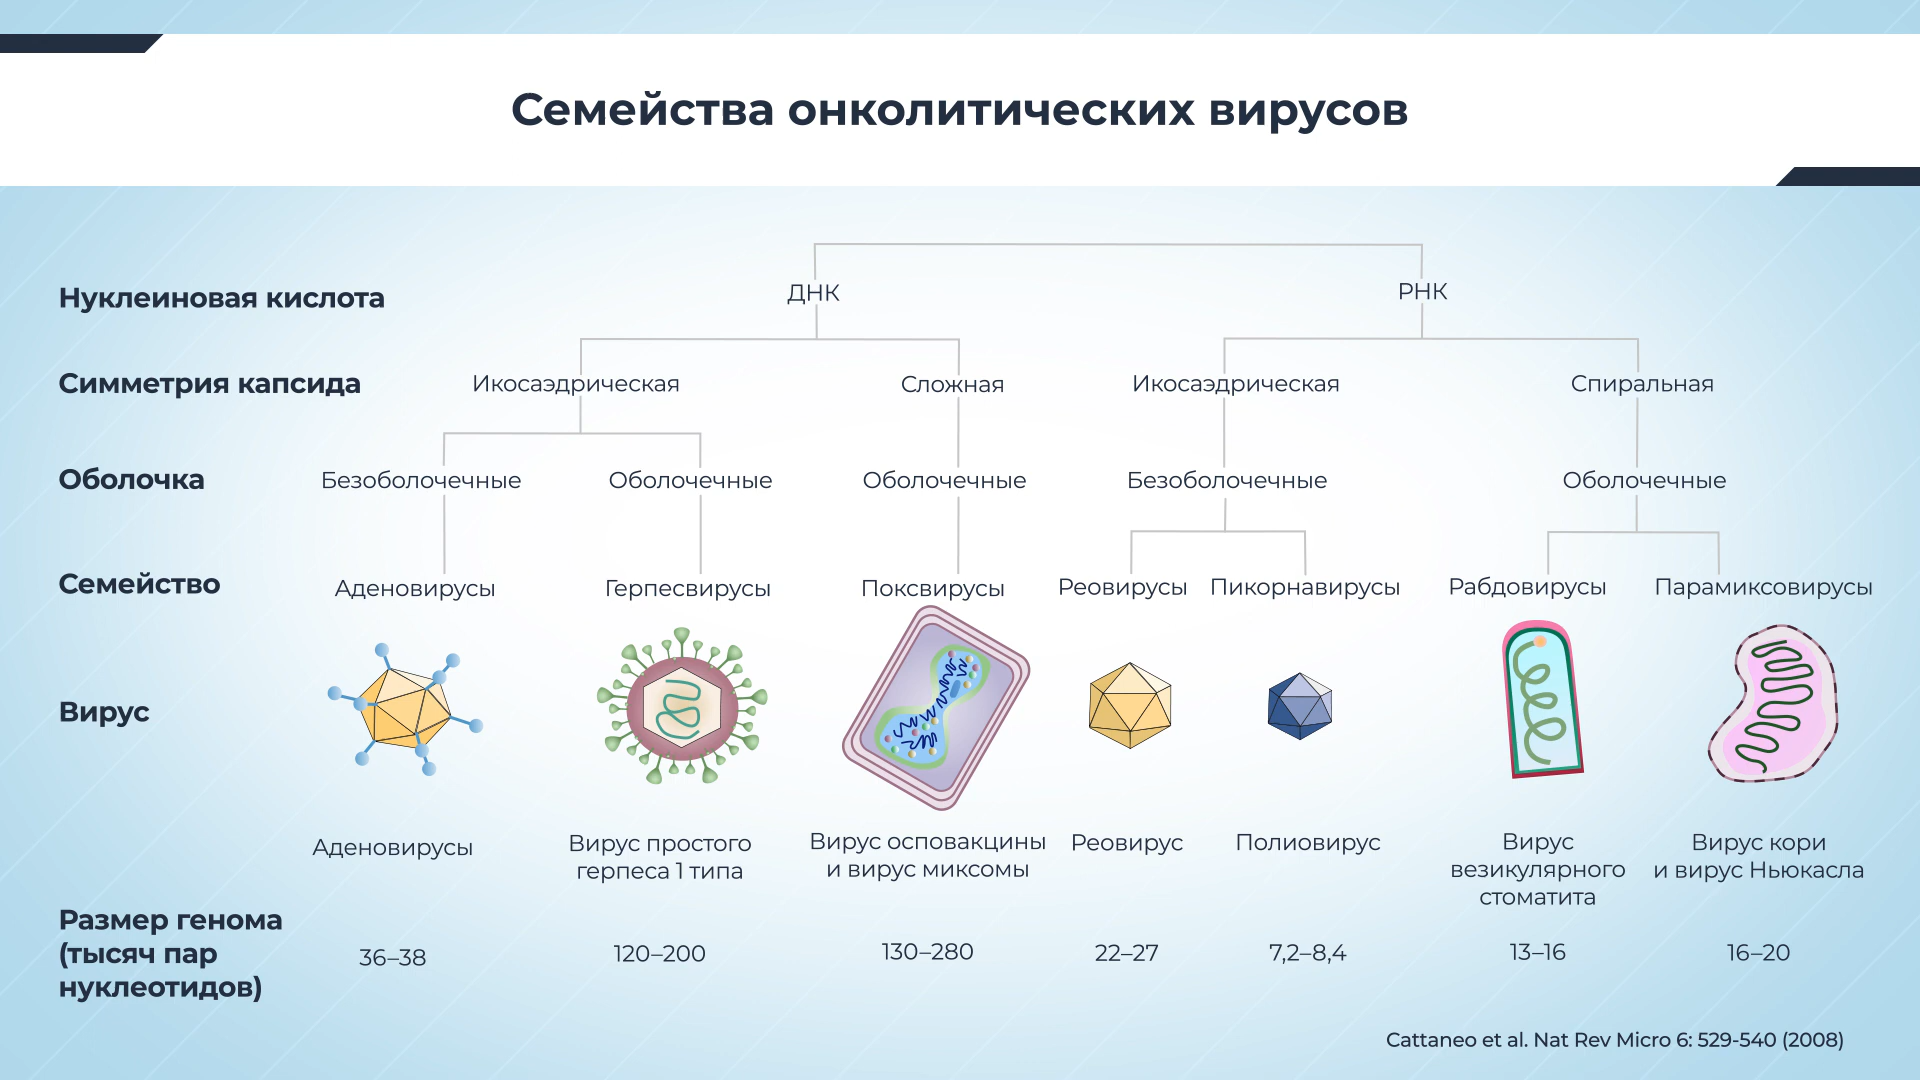 Семейства онколитических вирусов
Нуклеиновая кислота
ДНК
РНК
Симметрия капсида
Икосаэдрическая
Сложная
Икосаэдрическая
Спиральная
Оболочка
Безоболочечные
Оболочечные
Оболочечные
Безоболочечные
Оболочечные
Семейство
Аденовирусы
Герпесвирусы
Поксвирусы
Реовирусы
Пикорнавирусы
Рабдовирусы
Парамиксовирусы
Вирус
Аденовирусы
Вирус простого
герпеса 1 типа
Вирус осповакцины
и вирус миксомы
Реовирус
Полиовирус
Вирус
везикулярного
стоматита
Вирус кори
и вирус Ньюкасла
Размер генома
(тысяч пар
нуклеотидов)
36–38
120–200
130–280
22–27
7,2–8,4
13–16
16–20
Cattaneo et al. Nat Rev Micro 6: 529-540 (2008)